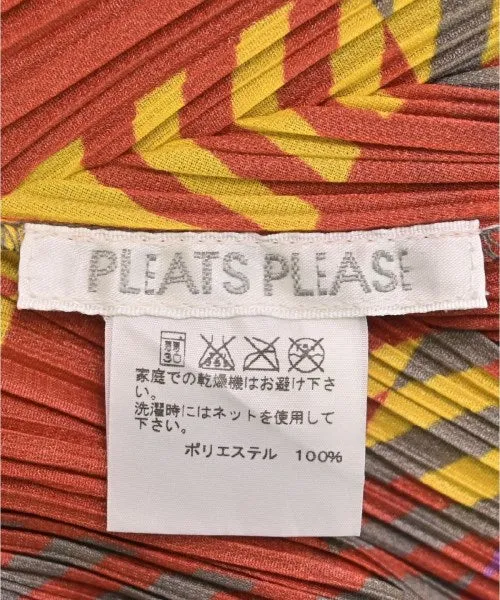 PLEATS PLEASE
家庭での乾燥機はお避け下さ
い。
洗濯時にはネットを使用して
下さい。
ポリエステル 100%